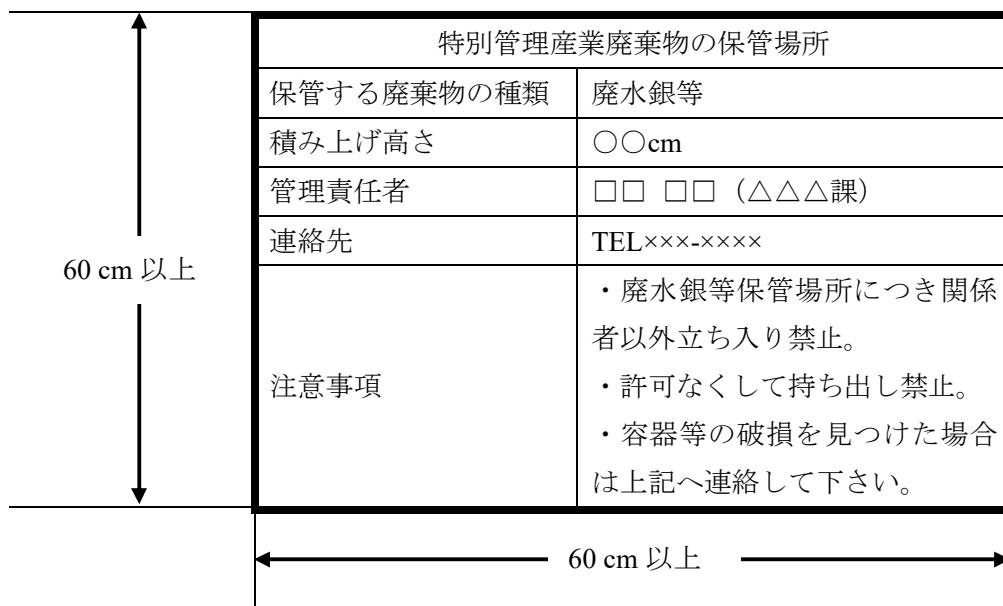 特別管理産業廃棄物の保管場所
保管する廃棄物の種類 廃水銀等
積み上げ高さ ○○cm
管理責任者 □□ □□（△△△課）
連絡先 TEL×××-××××
60 cm 以上
注意事項
・廃水銀等保管場所につき関係
者以外立ち入り禁止。
・許可なくして持ち出し禁止。
・容器等の破損を見つけた場合
は上記へ連絡して下さい。
60 cm 以上